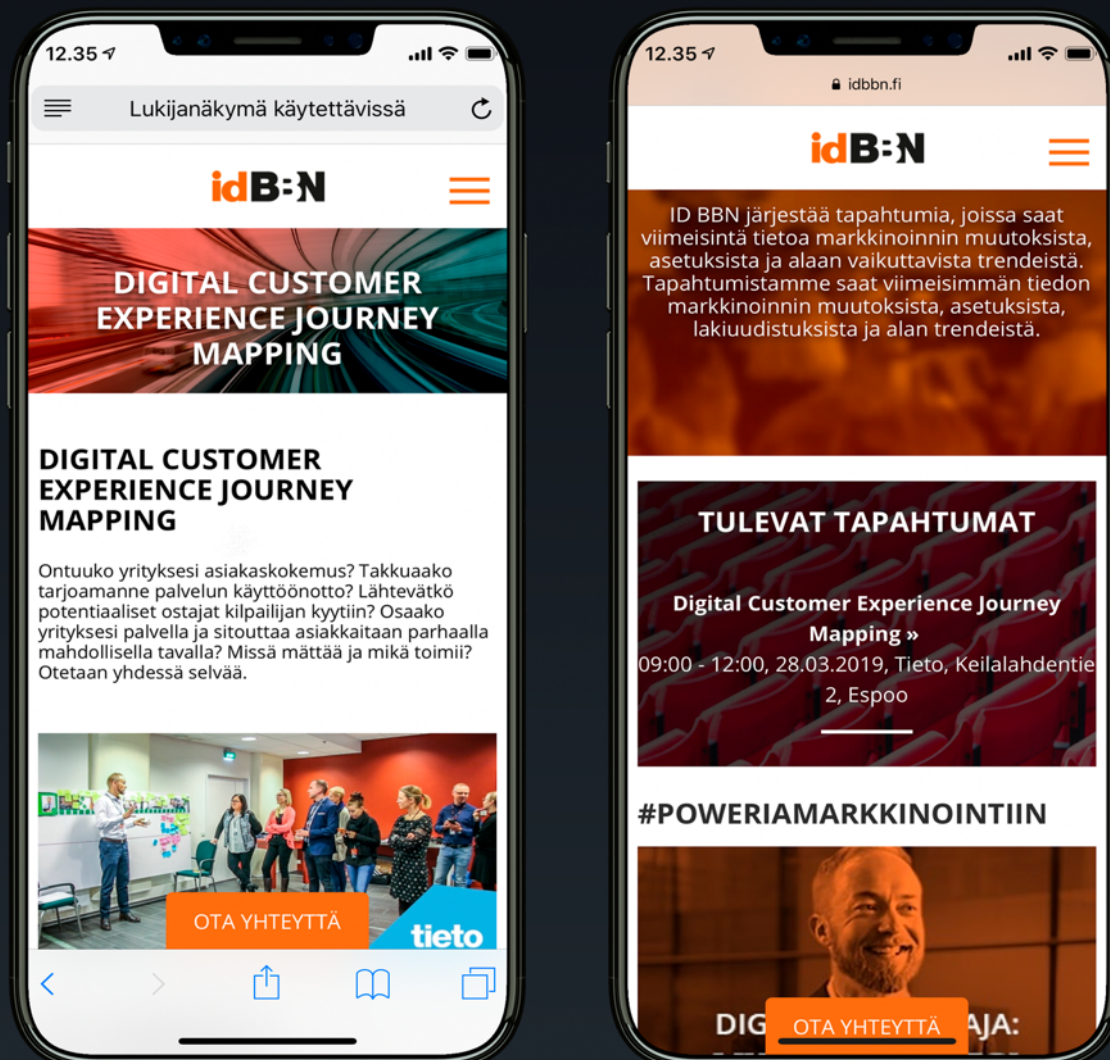 12.35
Lukijanäkymä käytettävissä
idBBN
DIGITAL CUSTOMER
EXPERIENCE JOURNEY
MAPPING
DIGITAL CUSTOMER
EXPERIENCE JOURNEY
MAPPING
Ontuuko yrityksesi asiakaskokemus? Takkuaako
tarjoamanne palvelun käyttöönotto? Lähtevätkö
potentiaaliset ostajat kilpailijan kyytiin? Osaako
yrityksesi palvella ja sitouttaa asiakkaitaan parhaalla
mahdollisella tavalla? Missä mättää ja mikä toimii?
Otetaan yhdessä selvää.
OTA YHTEYTTÄ
tieto
12.35
idbbn.fi
idBBN
ID BBN järjestää tapahtumia, joissa saat
viimeisintä tietoa markkinoinnin muutoksista,
asetuksista ja alaan vaikuttavista trendeistä.
Tapahtumistamme saat viimeisimmän tiedon
markkinoinnin muutoksista, asetuksista,
lakiuudistuksista ja alan trendeistä.
TULEVAT TAPAHTUMAT
Digital Customer Experience Journey
Mapping »
09:00 - 12:00, 28.03.2019, Tieto, Keilalahdentie
2, Espoo
#POWERIAMARKKINOINTIIN
DIG
AJA:
OTA YHTEYTTÄ